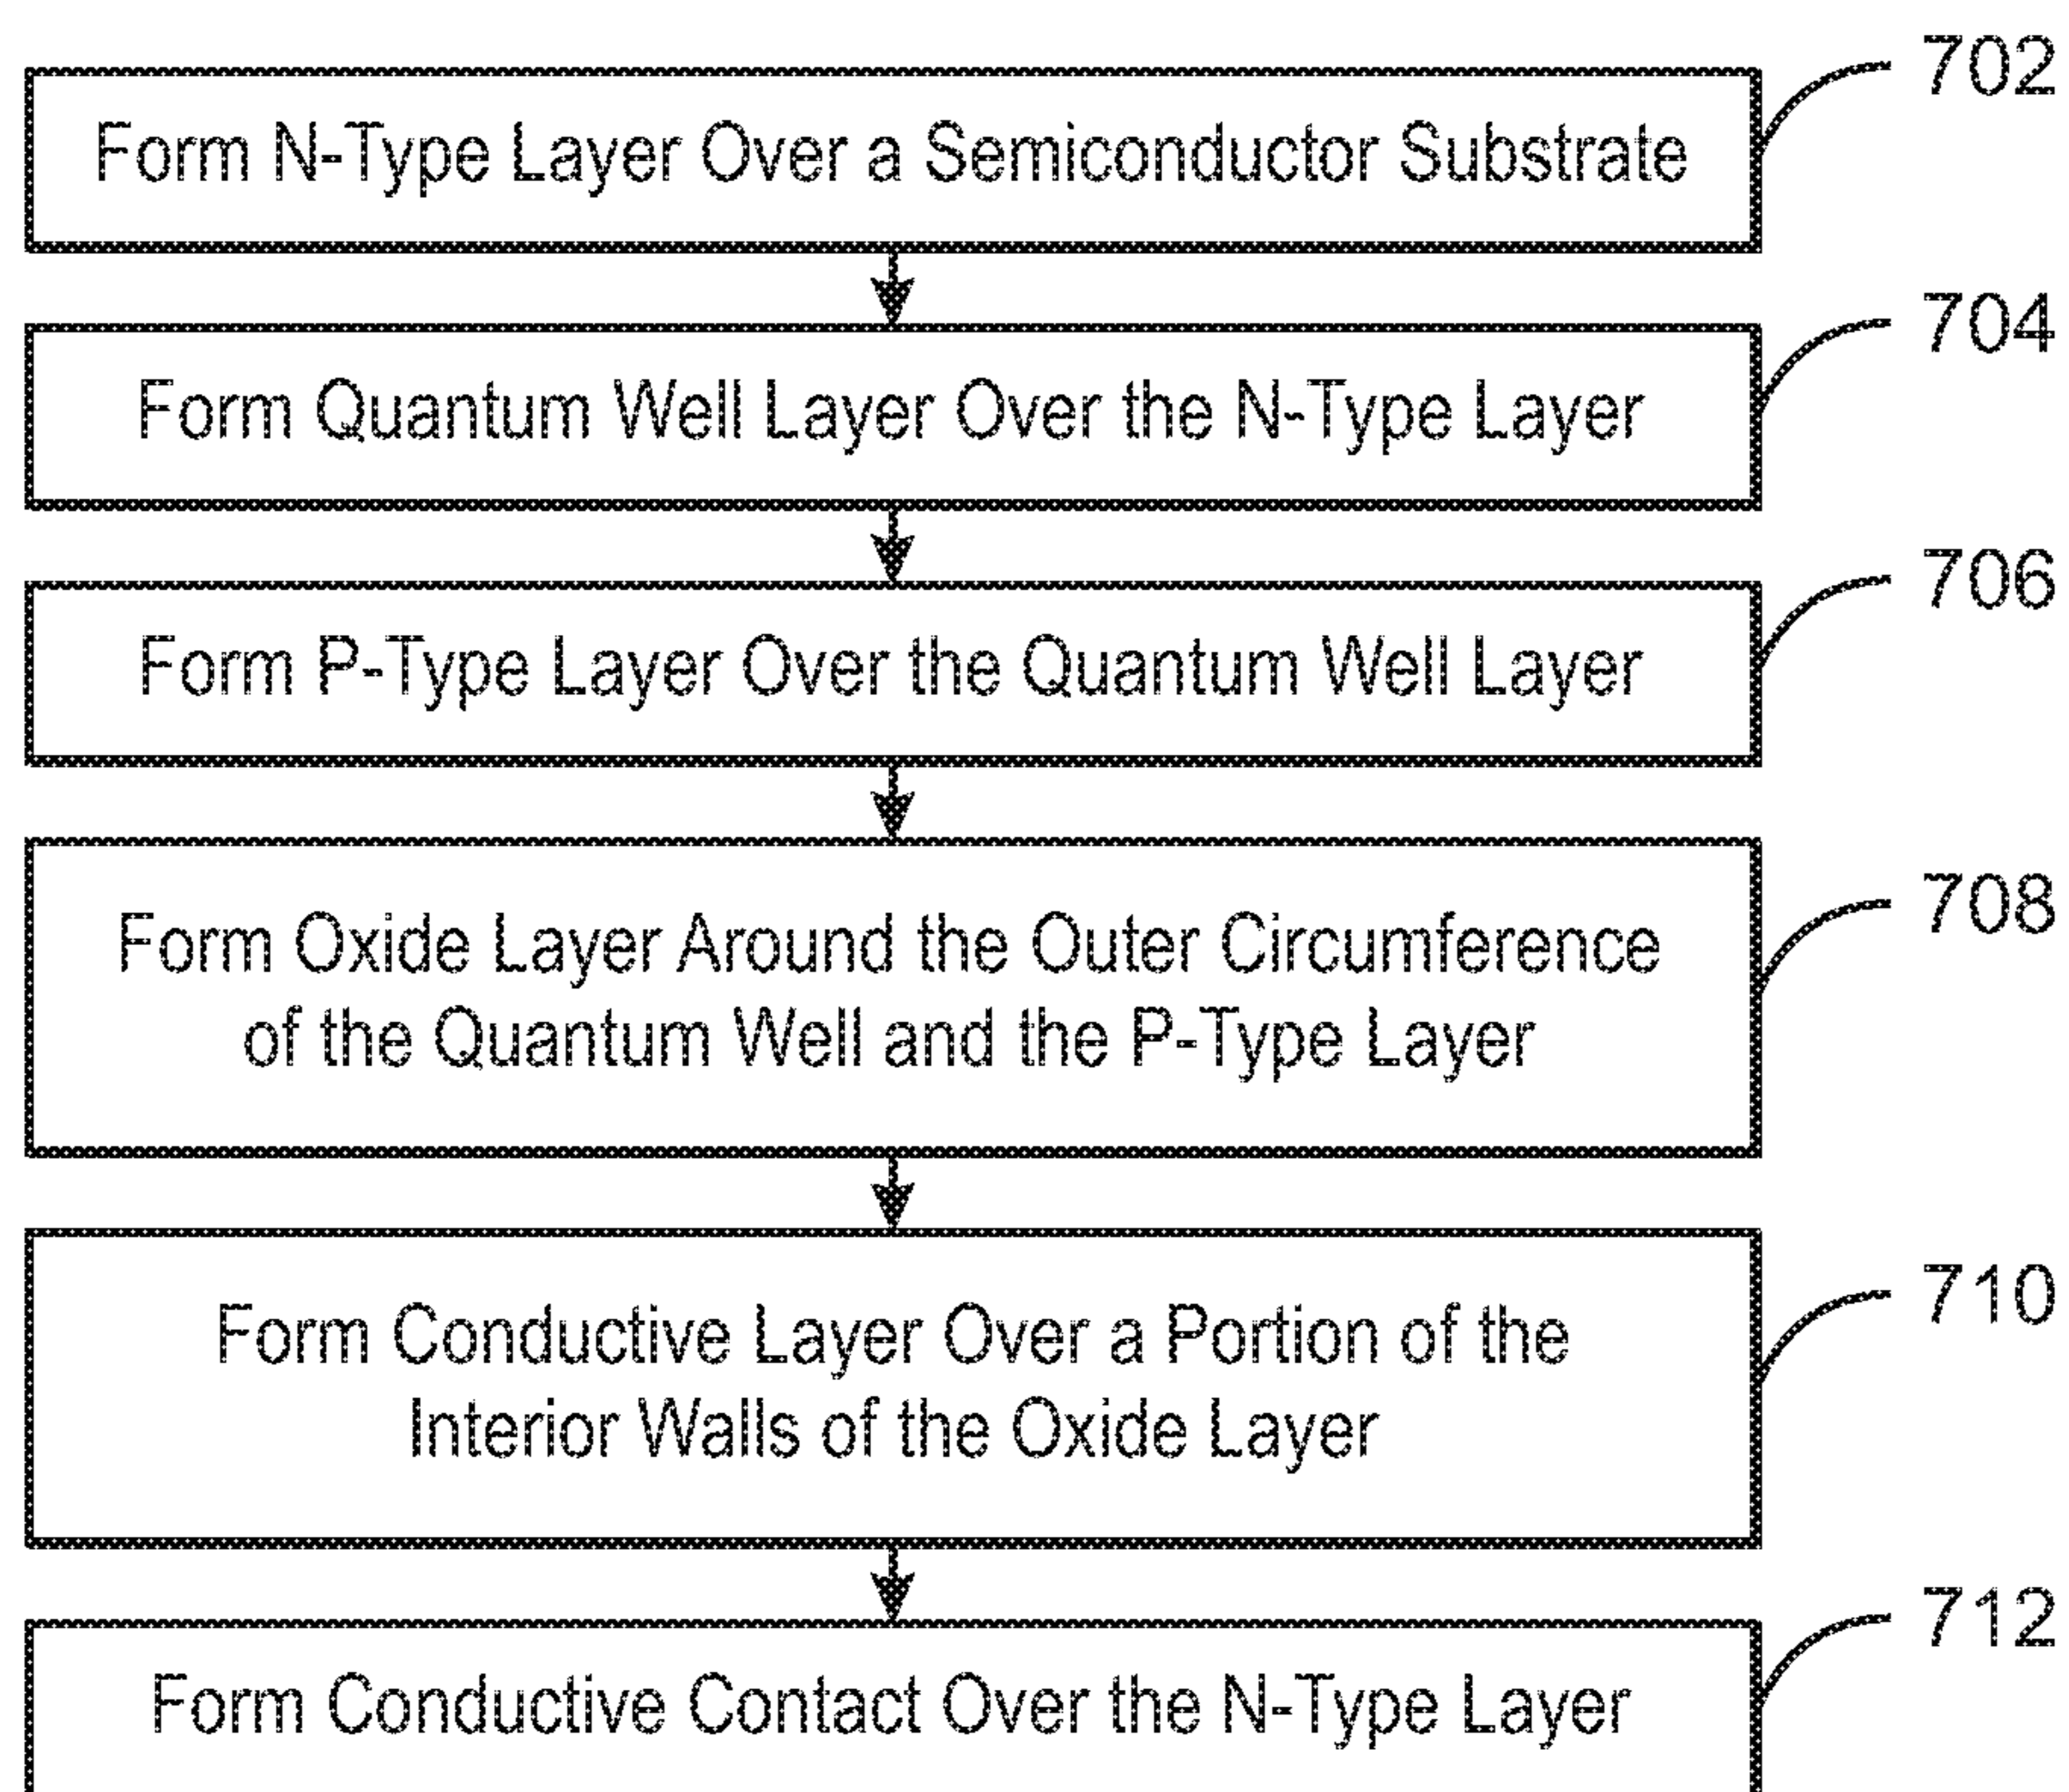 702
Form N-Type Layer Over a Semiconductor Substrate
704
Form Quantum Well Layer Over the N-Type Layer
706
Form P-Type Layer Over the Quantum Well Layer
708
Form Oxide Layer Around the Outer Circumference
of the Quantum Well and the P-Type Layer
710
Form Conductive Layer Over a Portion of the
Interior Walls of the Oxide Layer
712
Form Conductive Contact Over the N-Type Layer